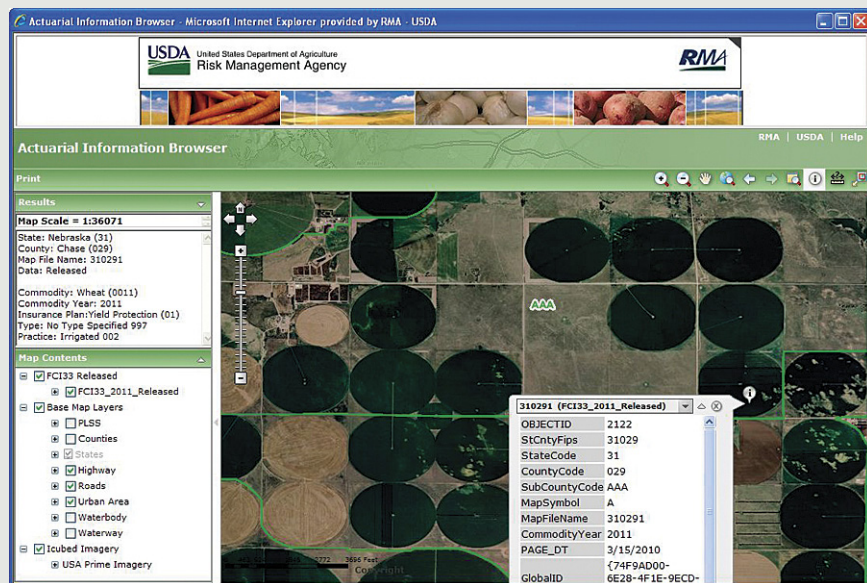 Actuarial Information Browser - Microsoft Internet Explorer provided by RMA - USDA
USDA
United States Department of Agriculture
Risk Management Agency
RMA
RMA | USDA | Help
Actuarial Information Browser
Print
Results
Map Scale = 1:36071
State: Nebraska (31)
County: Chase (029)
Map File Name: 310291
Data: Released
Commodity: Wheat (0011)
Commodity Year: 2011
Insurance Plan:Yield Protection (01)
Type: No Type Specified 997
Practice: Irrigated 002
Map Contents
FCI33 Released
FCI33_2011_Released
Base Map Layers
PLSS
Counties
States
Highway
Roads
Urban Area
Waterbody
Waterway
Icubed Imagery
USA Prime Imagery
N
AAA
310291 (FCI33_2011_Released)
OBJECTID 2122
StCntyFips 31029
StateCode 31
CountyCode 029
SubCountyCode AAA
MapSymbol A
MapFileName 310291
CommodityYear 2011
PAGE_DT 3/15/2010
{74F9AD00-
GlobalID 6E28-4F1E-9ECD-
2772 3696 Feet
Copyright